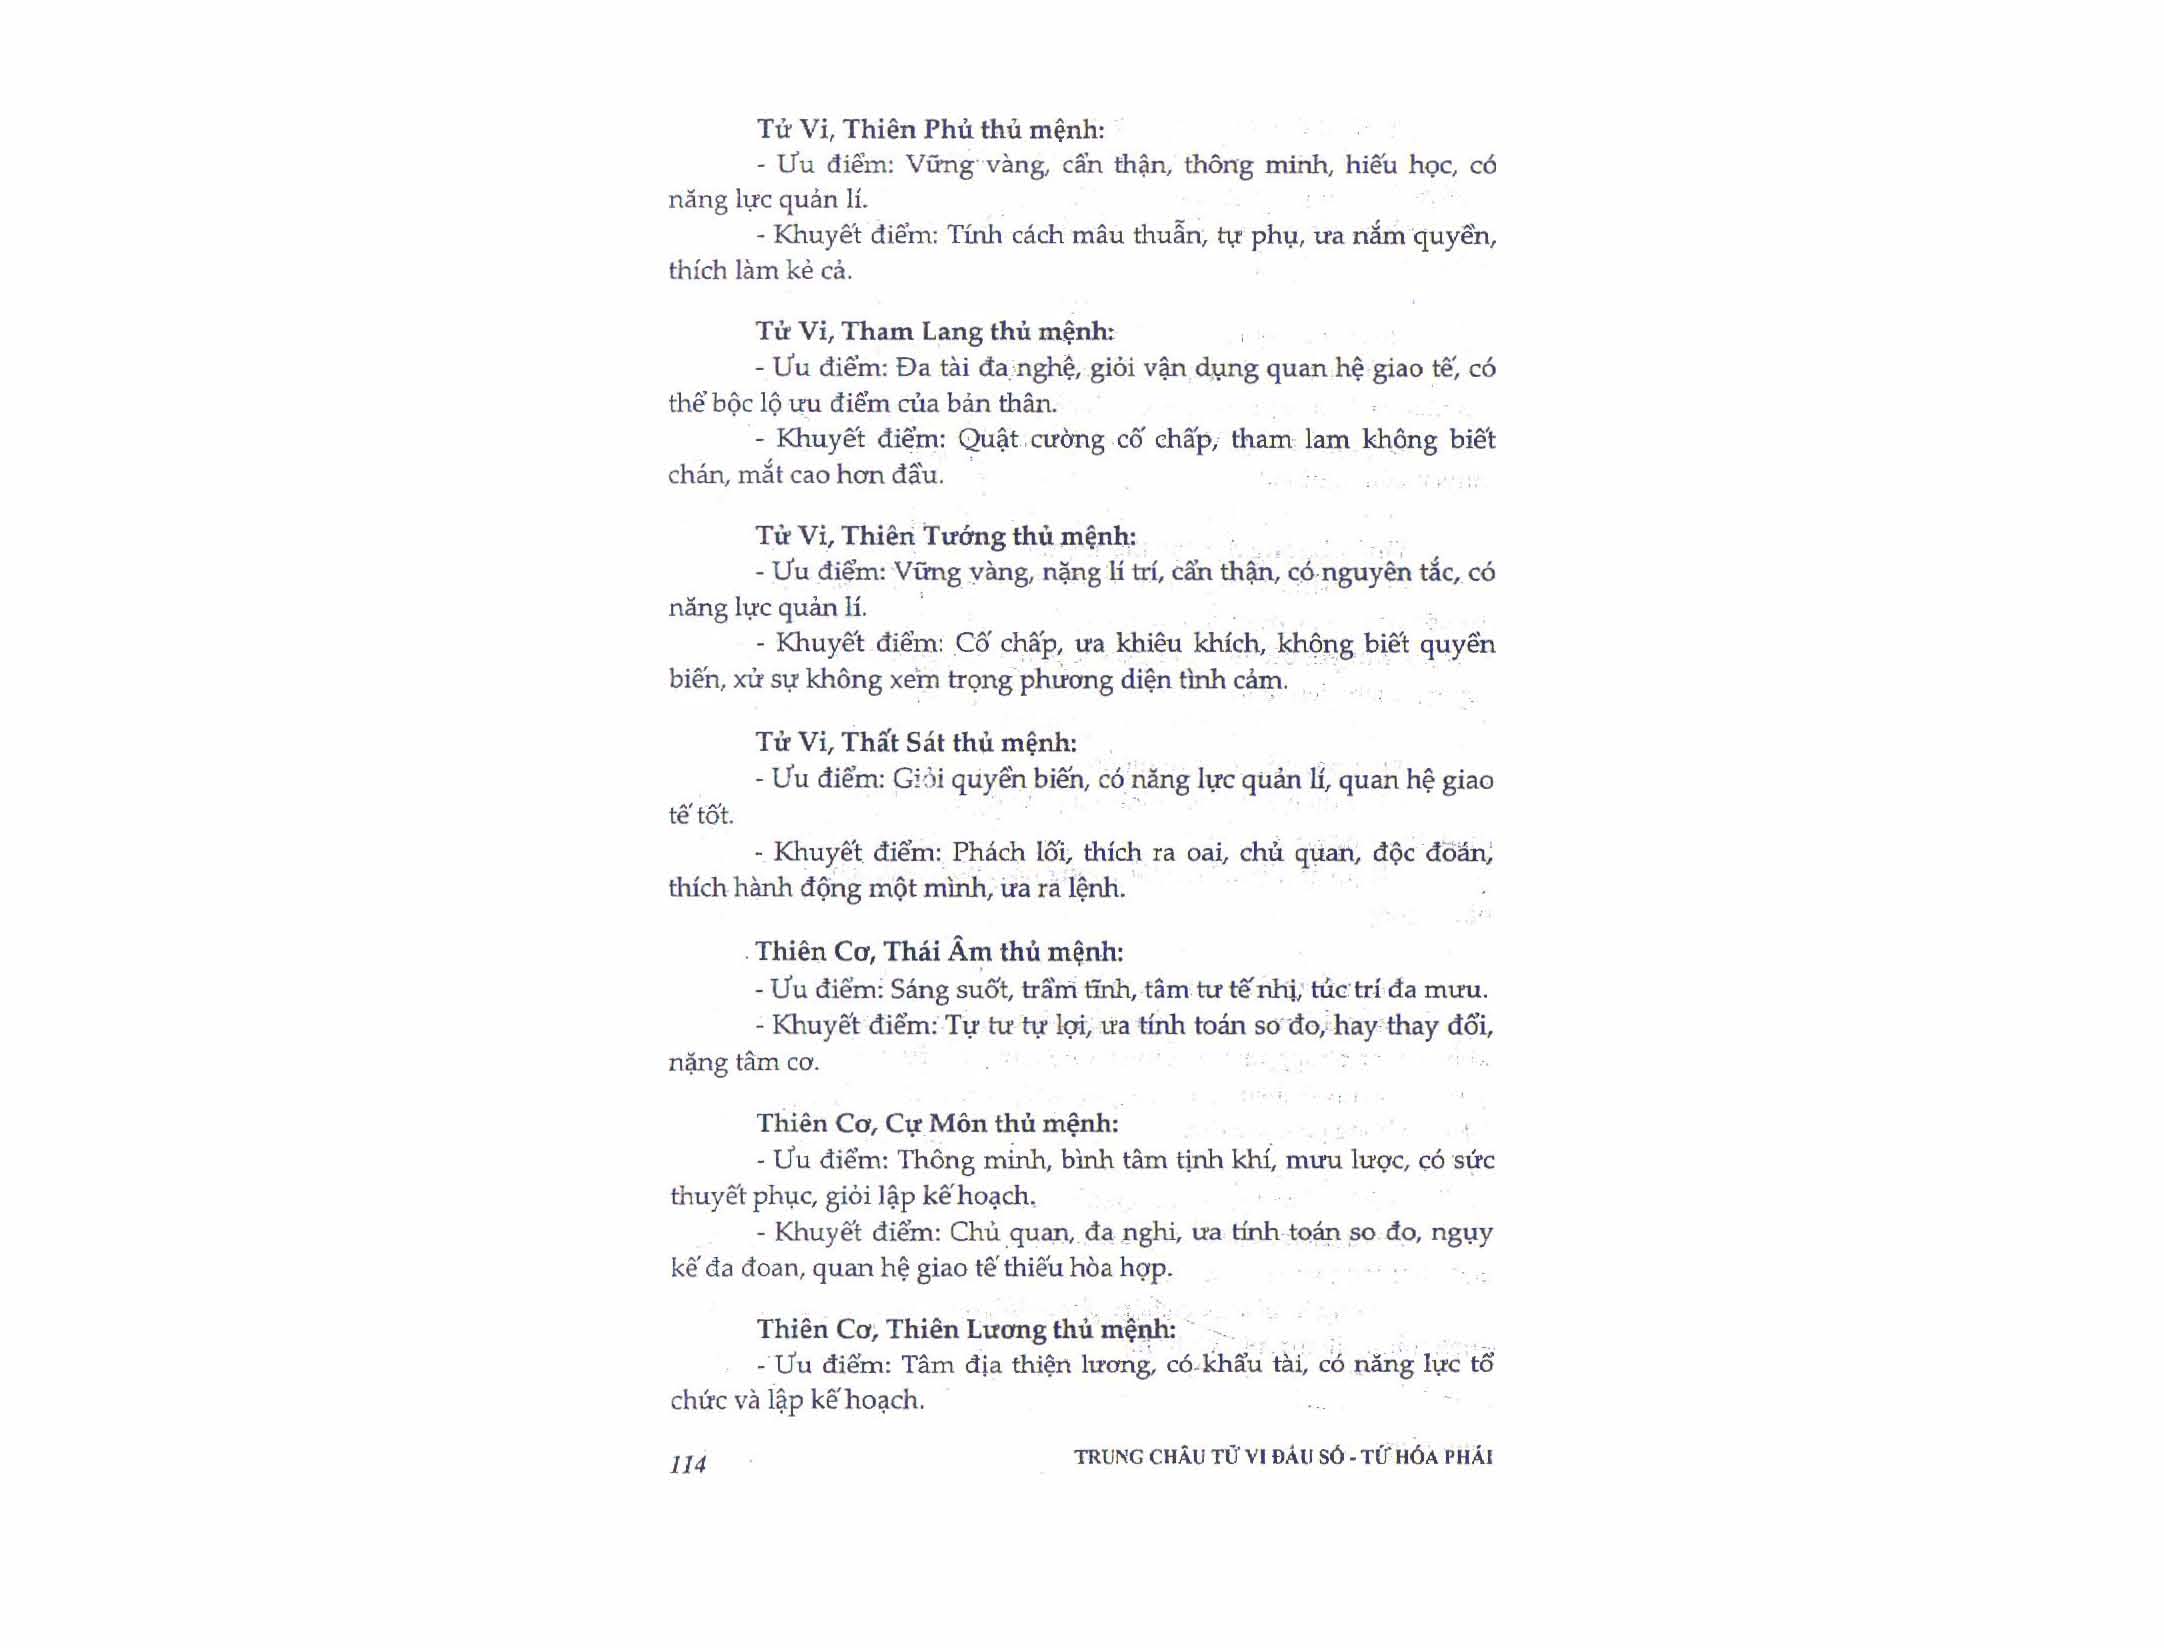 Tử Vi, Thiên Phủ thủ mệnh:
- Ưu điểm: Vững vàng, cẩn thận, thông minh, hiếu học, có
năng lực quản lí.
- Khuyết điểm: Tính cách mâu thuẫn, tự phụ, ưa nắm quyền,
thích làm kẻ cả.
Tử Vi, Tham Lang thủ mệnh:
- Ưu điểm: Đa tài đa nghệ, giỏi vận dụng quan hệ giao tế, có
thể bộc lộ ưu điểm của bản thân.
- Khuyết điểm: Quật cường cố chấp, tham lam không biết
chán, mắt cao hơn đầu.
Tử Vi, Thiên Tướng thủ mệnh:
- Ưu điểm: Vững vàng, nặng lí trí, cẩn thận, có nguyên tắc, có
năng lực quản lí.
- Khuyết điểm: Cố chấp, ưa khiêu khích, không biết quyền
biến, xử sự không xem trọng phương diện tình cảm.
Tử Vi, Thất Sát thủ mệnh:
- Ưu điểm: Giỏi quyền biến, có năng lực quản lí, quan hệ giao
tế tốt.
- Khuyết điểm: Phách lối, thích ra oai, chủ quan, độc đoán,
thích hành động một mình, ưa ra lệnh.
Thiên Cơ, Thái Âm thủ mệnh:
- Ưu điểm: Sáng suốt, trầm tĩnh, tâm tư tế nhị, túc trí đa mưu.
- Khuyết điểm: Tự tư tự lợi, ưa tính toán so đo, hay thay đổi,
nặng tâm cơ.
Thiên Cơ, Cự Môn thủ mệnh:
- Ưu điểm: Thông minh, bình tâm tịnh khí, mưu lược, có sức
thuyết phục, giỏi lập kế hoạch.
- Khuyết điểm: Chủ quan, đa nghi, ưa tính toán so đo, ngụy
kế đa đoan, quan hệ giao tế thiếu hòa hợp.
Thiên Cơ, Thiên Lương thủ mệnh:
- Ưu điểm: Tâm địa thiện lương, có khẩu tài, có năng lực tổ
chức và lập kế hoạch.
114 TRUNG CHÂU TỬ VI ĐẨU SỐ - TỨ HÓA PHÁI